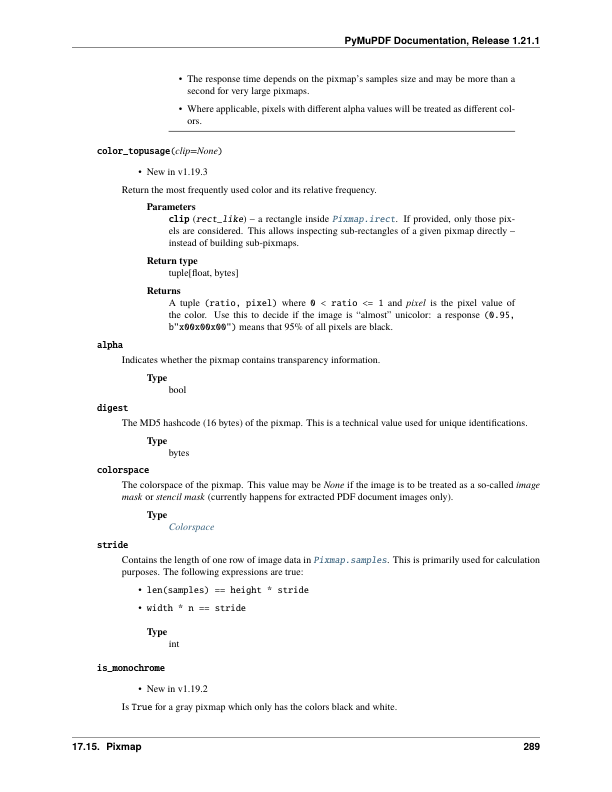 PyMuPDF Documentation, Release 1.21.1
• The response time depends on the pixmap’s samples size and may be more than a
second for very large pixmaps.
• Where applicable, pixels with different alpha values will be treated as different col-
ors.
color_topusage(clip=None)
• New in v1.19.3
Return the most frequently used color and its relative frequency.
Parameters
clip (rect_like) – a rectangle inside Pixmap.irect. If provided, only those pix-
els are considered. This allows inspecting sub-rectangles of a given pixmap directly –
instead of building sub-pixmaps.
Return type
tuple[float, bytes]
Returns
A tuple (ratio, pixel) where 0 < ratio <= 1 and pixel is the pixel value of
the color. Use this to decide if the image is “almost” unicolor: a response (0.95,
b"x00x00x00") means that 95% of all pixels are black.
alpha
Indicates whether the pixmap contains transparency information.
Type
bool
digest
The MD5 hashcode (16 bytes) of the pixmap. This is a technical value used for unique identifications.
Type
bytes
colorspace
The colorspace of the pixmap. This value may be None if the image is to be treated as a so-called image
mask or stencil mask (currently happens for extracted PDF document images only).
Type
Colorspace
stride
Contains the length of one row of image data in Pixmap.samples. This is primarily used for calculation
purposes. The following expressions are true:
• len(samples) == height * stride
• width * n == stride
Type
int
is_monochrome
• New in v1.19.2
Is True for a gray pixmap which only has the colors black and white.
17.15. Pixmap 289